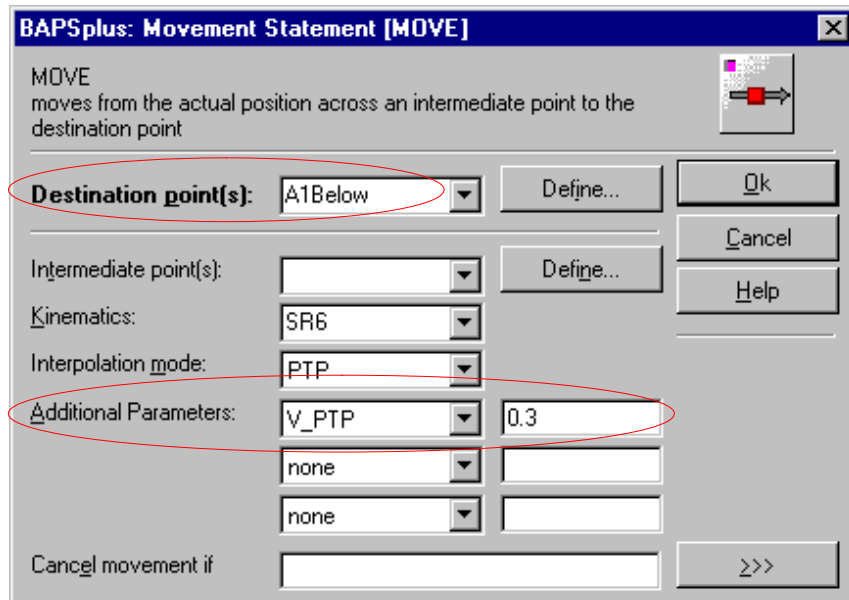 BAPSplus: Movement Statement [MOVE]
MOVE
moves from the actual position across an intermediate point to the
destination point
Destination point(s): A1Below Define... Ok
Cancel
Intermediate point(s): Define... Help
Kinematics: SR6
Interpolation mode: PTP
Additional Parameters: V_PTP 0.3
none
none
Cancel movement if >>>